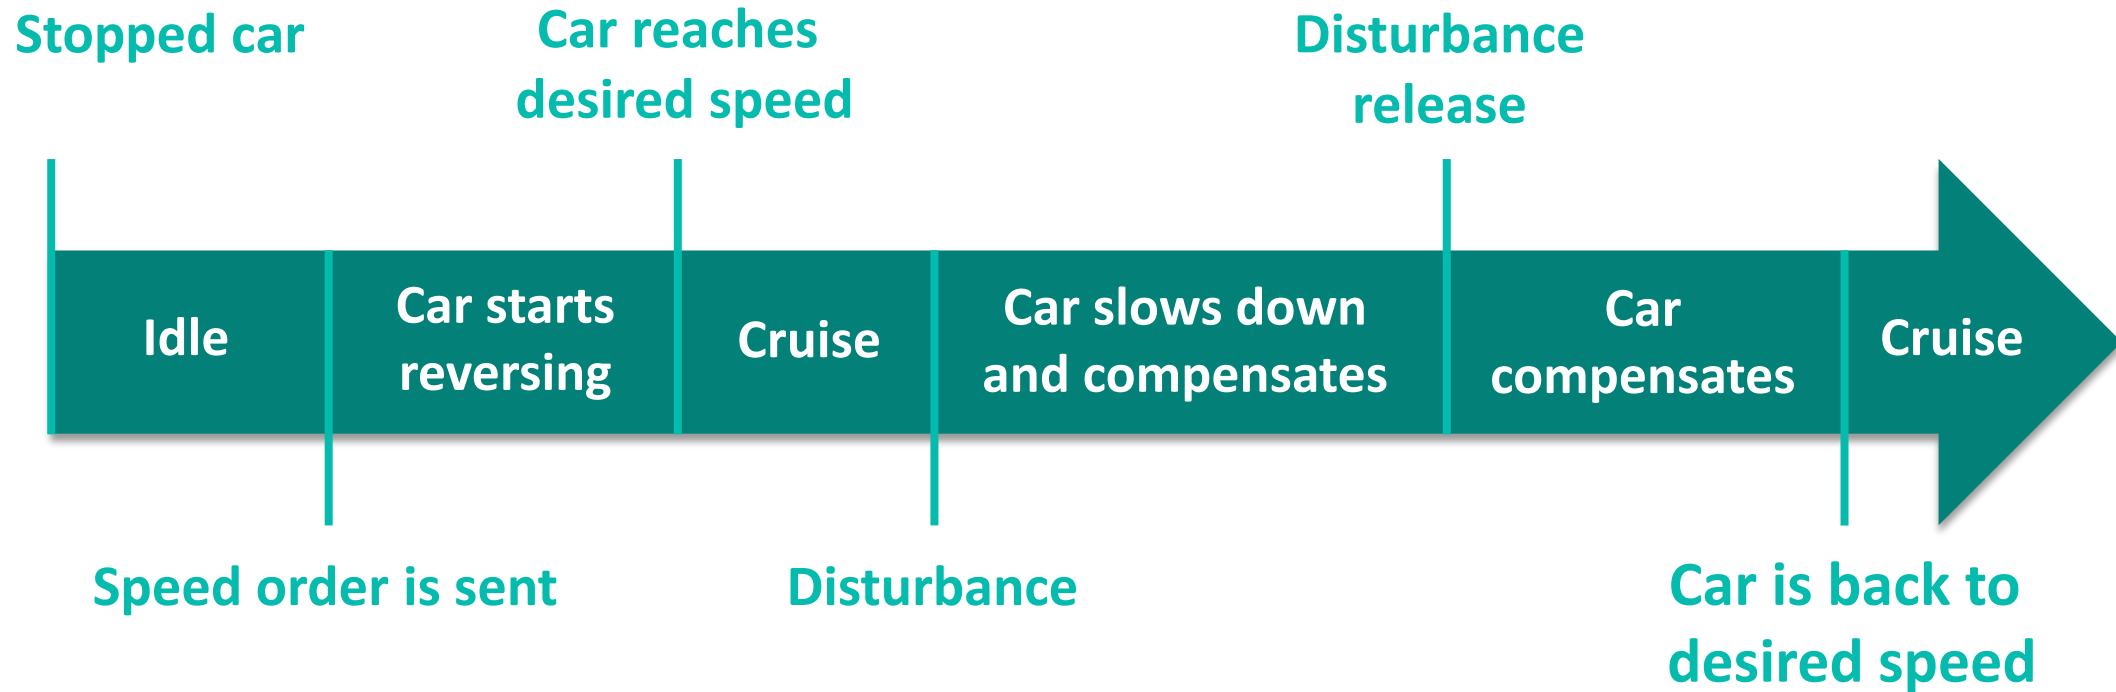 Stopped car
Car reaches
desired speed
Disturbance
release
Idle
Car starts
reversing
Cruise
Car slows down
and compensates
Car
compensates
Cruise
Speed order is sent
Disturbance
Car is back to
desired speed